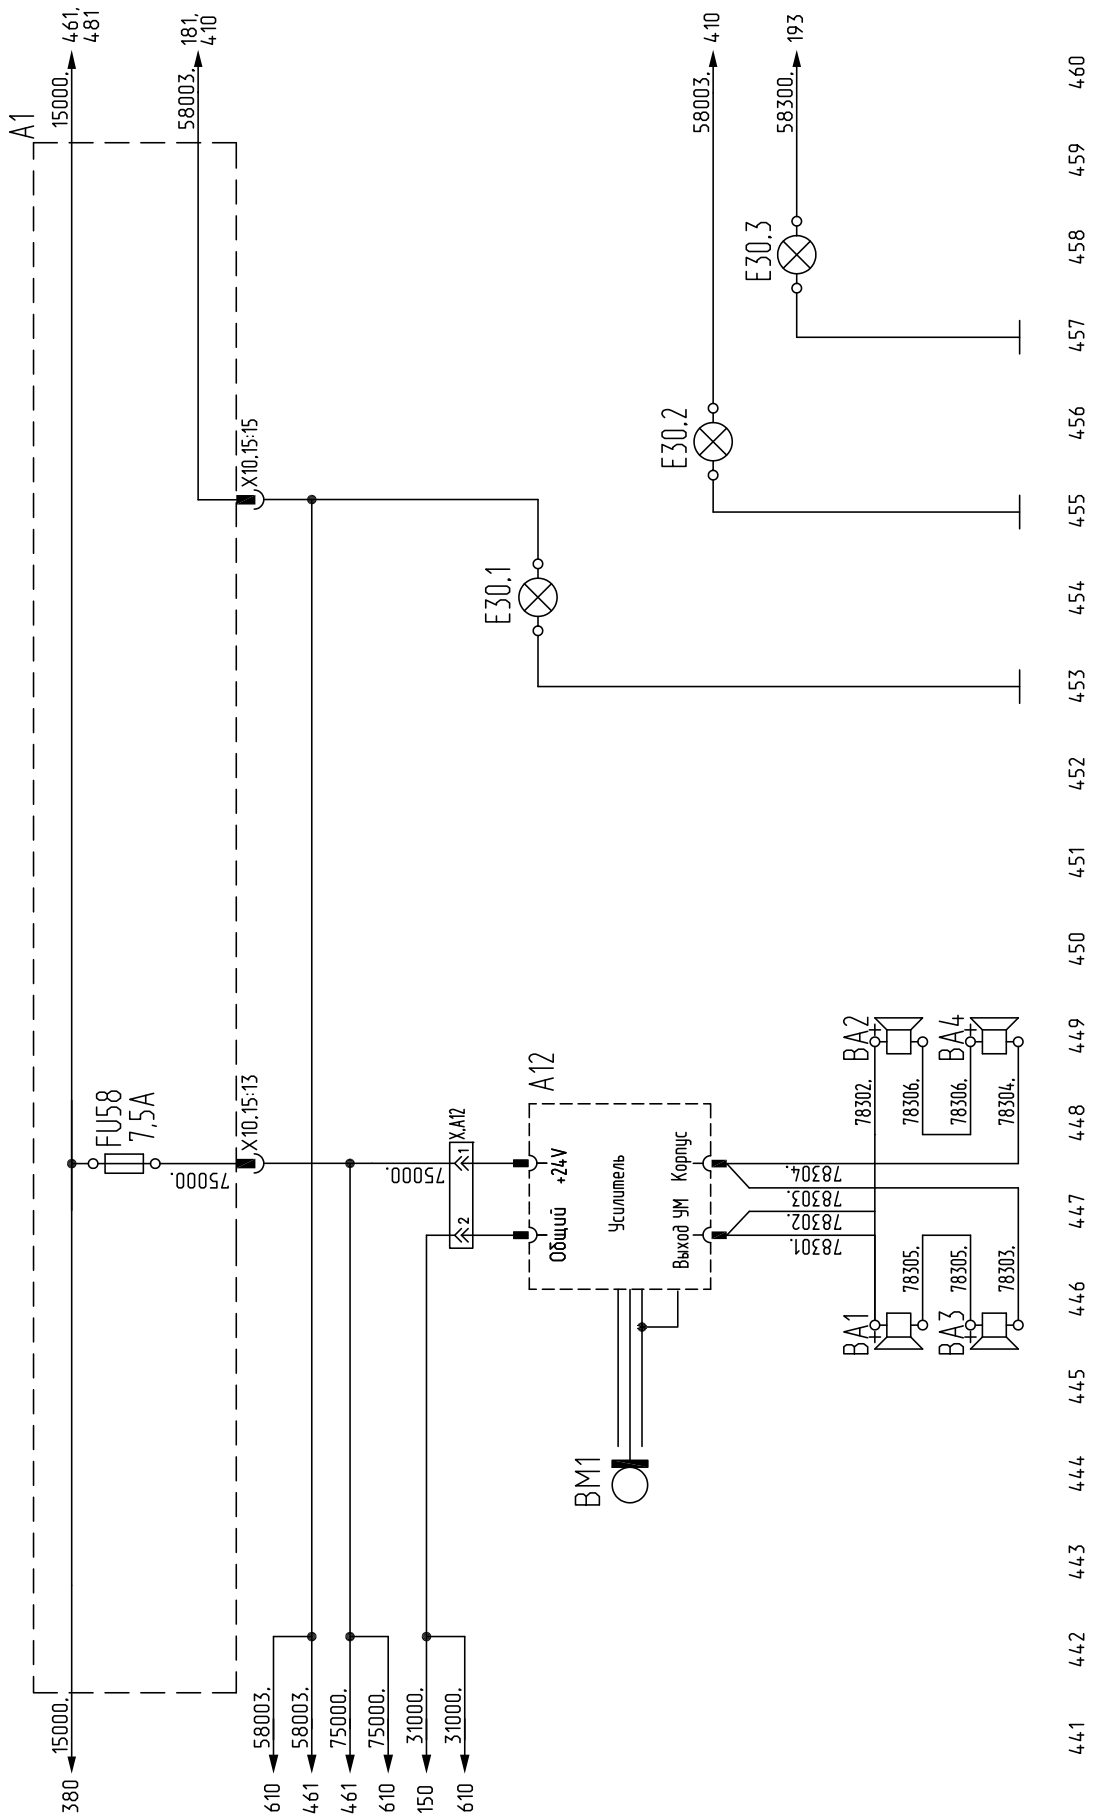 A1
15000.
461,
481
58003.
181,
410
58003.
410
58300.
193
E30.3
E30.2
X10.15:15
E30.1
FU58
7,5A
75000.
X10.15:13
75000.
X.A12
1
2
A12
+24V
Общий
Усилитель
Корпус
Выход УМ
78304.
78303.
78302.
78301.
BA2
78302.
78306.
BA4
78306.
78304.
BA1
78305.
BA3
78305.
78303.
BM1
15000.
380
58003.
610
58003.
461
75000.
461
75000.
610
31000.
150
31000.
610
441
442
443
444
445
446
447
448
449
450
451
452
453
454
455
456
457
458
459
460